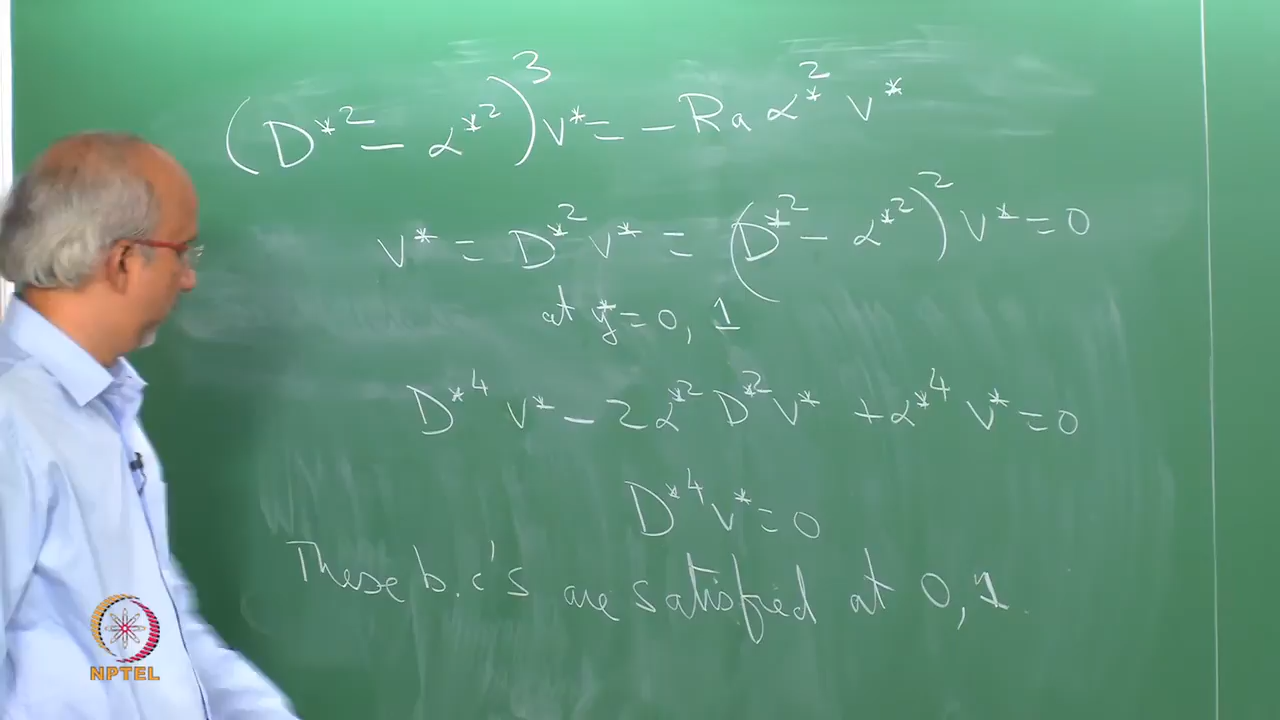 (D*² − α*²)³ v* = − Ra α*² v*
v* = D*² v* = (D*² − α*²)² v* = 0
at y* = 0, 1
D*⁴ v* − 2 α*² D*² v* + α*⁴ v* = 0
D*⁴ v* = 0
These b.c's are satisfied at 0, 1.
NPTEL